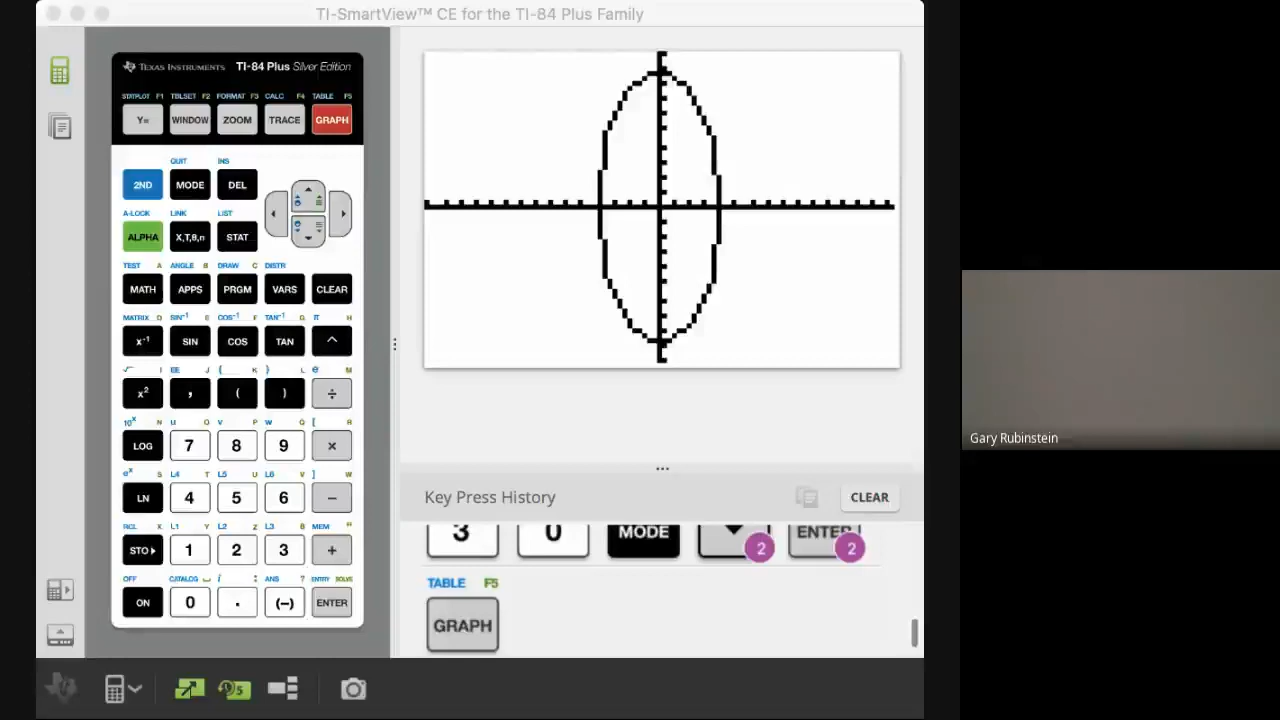 TI-SmartView™ CE for the TI-84 Plus Family
TEXAS INSTRUMENTS TI-84 Plus Silver Edition
STATPLOT F1 TBLSET F2 FORMAT F3 CALC F4 TABLE F5
Y= WINDOW ZOOM TRACE GRAPH
QUIT INS
2ND MODE DEL
A-LOCK LINK LIST
ALPHA X,T,θ,n STAT
TEST A ANGLE B DRAW C DISTR
MATH APPS PRGM VARS CLEAR
MATRIX D SIN⁻¹ E COS⁻¹ F TAN⁻¹ G π H
x⁻¹ SIN COS TAN ^
√ I EE J { K } L e M
x² , ( ) ÷
10ˣ N u O v P w Q [ R
LOG 7 8 9 ×
eˣ S L4 T L5 U L6 V ] W
LN 4 5 6 −
RCL X L1 Y L2 Z L3 θ MEM "
STO▶ 1 2 3 +
OFF CATALOG ⎵ i : ANS ? ENTRY SOLVE
ON 0 . (−) ENTER
Key Press History
CLEAR
3 0 MODE 2 ENTER 2
TABLE F5
GRAPH
5
Gary Rubinstein